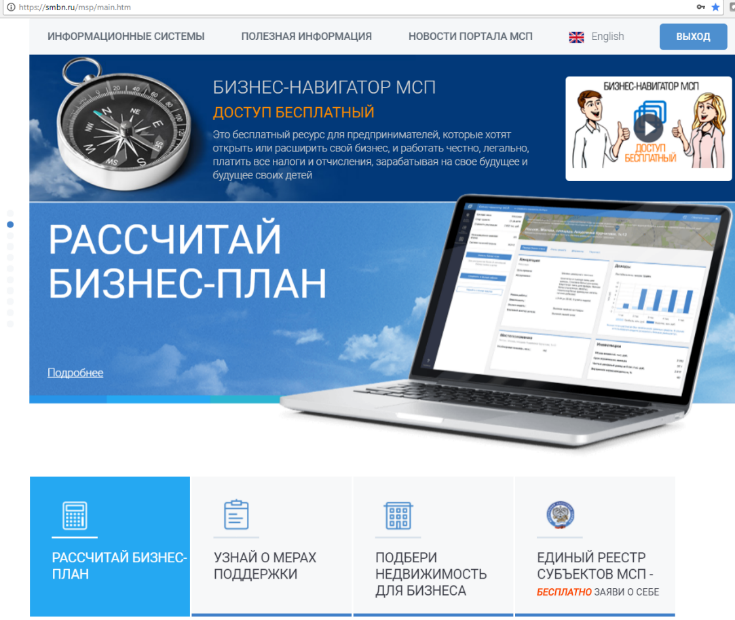 https://smbn.ru/msp/main.htm
ИНФОРМАЦИОННЫЕ СИСТЕМЫ
ПОЛЕЗНАЯ ИНФОРМАЦИЯ
НОВОСТИ ПОРТАЛА МСП
English
ВЫХОД
БИЗНЕС-НАВИГАТОР МСП
ДОСТУП БЕСПЛАТНЫЙ
Это бесплатный ресурс для предпринимателей, которые хотят
открыть или расширить свой бизнес, и работать честно, легально,
платить все налоги и отчисления, зарабатывая на свое будущее и
будущее своих детей
БИЗНЕС-НАВИГАТОР МСП
ДОСТУП
БЕСПЛАТНЫЙ
РАССЧИТАЙ
БИЗНЕС-ПЛАН
Подробнее
РАССЧИТАЙ БИЗНЕС-
ПЛАН
УЗНАЙ О МЕРАХ
ПОДДЕРЖКИ
ПОДБЕРИ
НЕДВИЖИМОСТЬ
ДЛЯ БИЗНЕСА
ЕДИНЫЙ РЕЕСТР
СУБЪЕКТОВ МСП -
БЕСПЛАТНО ЗАЯВИ О СЕБЕ